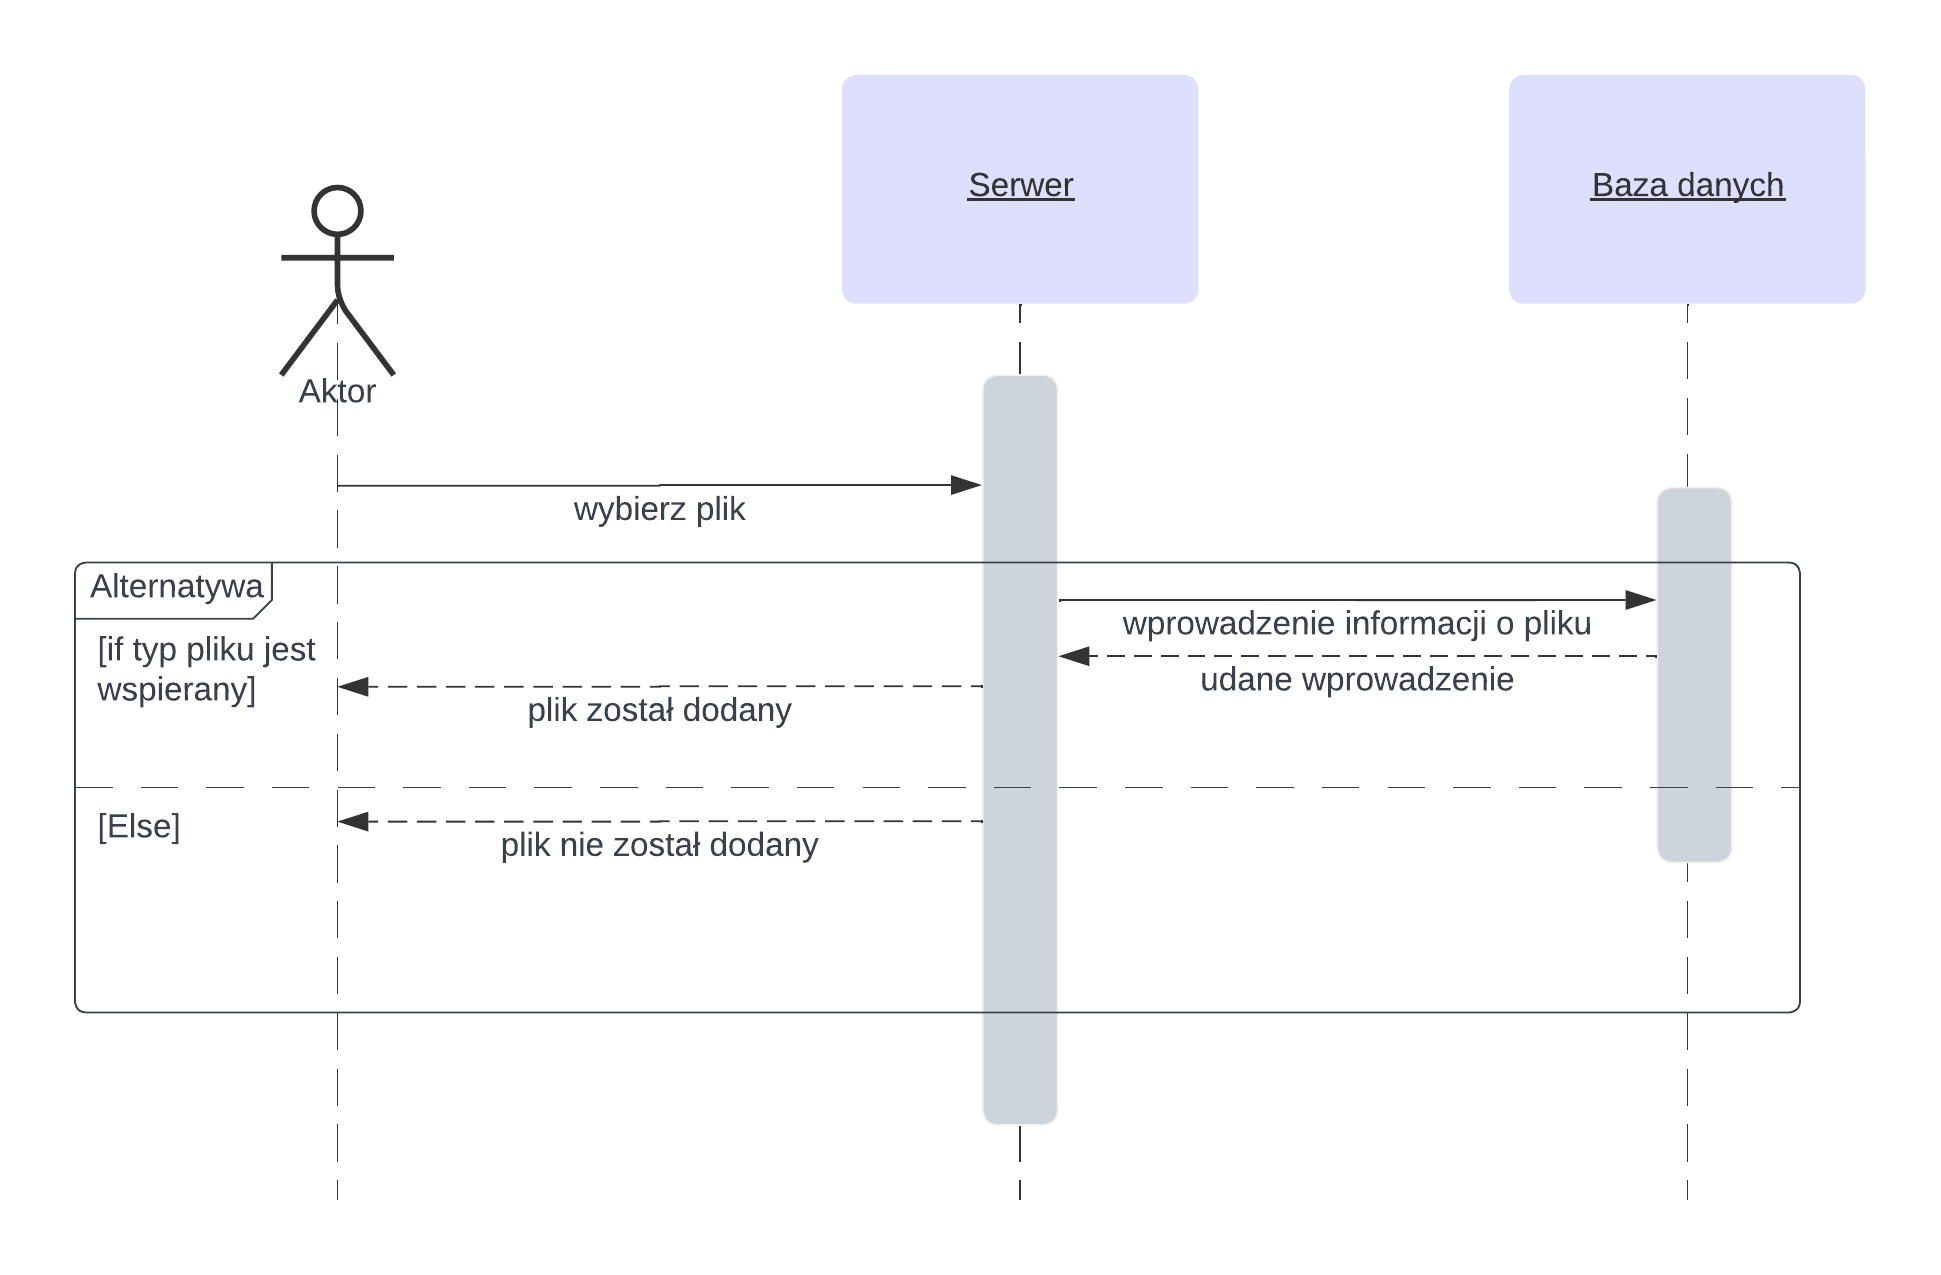 Serwer
Baza danych
Aktor
wybierz plik
Alternatywa
wprowadzenie informacji o pliku
[if typ pliku jest
wspierany]
udane wprowadzenie
plik został dodany
[Else]
plik nie został dodany